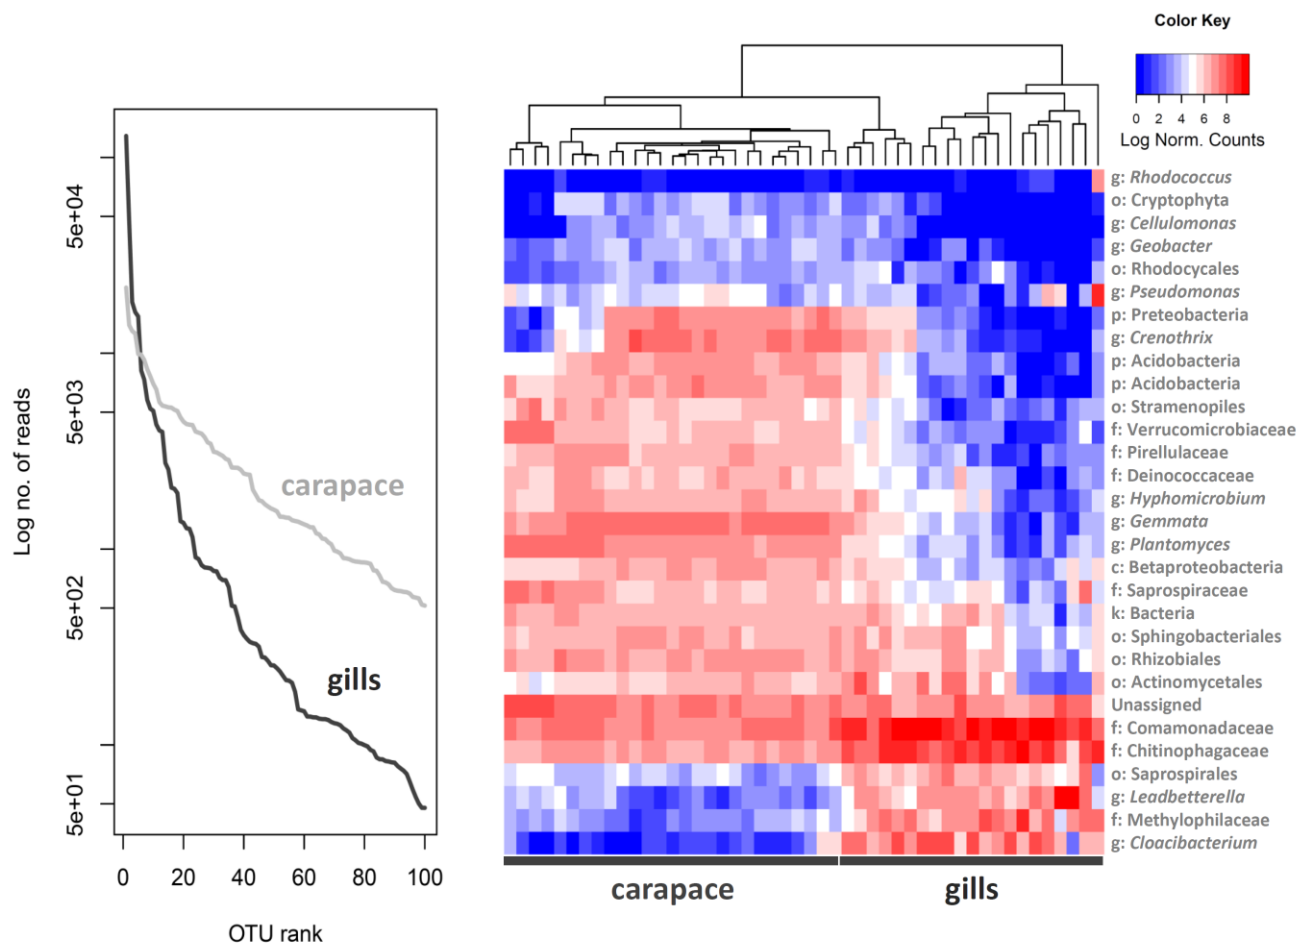 Color Key
0 2 4 6 8
Log Norm. Counts
Log no. of reads
5e+04
5e+03
5e+02
5e+01
carapace
gills
0 20 40 60 80 100
OTU rank
g: Rhodococcus
o: Cryptophyta
g: Cellulomonas
g: Geobacter
o: Rhodocycales
g: Pseudomonas
p: Preteobacteria
g: Crenothrix
p: Acidobacteria
p: Acidobacteria
o: Stramenopiles
f: Verrucomicrobiaceae
f: Pirellulaceae
f: Deinococcaceae
g: Hyphomicrobium
g: Gemmata
g: Plantomyces
c: Betaproteobacteria
f: Saprospiraceae
k: Bacteria
o: Sphingobacteriales
o: Rhizobiales
o: Actinomycetales
Unassigned
f: Comamonadaceae
f: Chitinophagaceae
o: Saprospirales
g: Leadbetterella
f: Methylophilaceae
g: Cloacibacterium
carapace gills